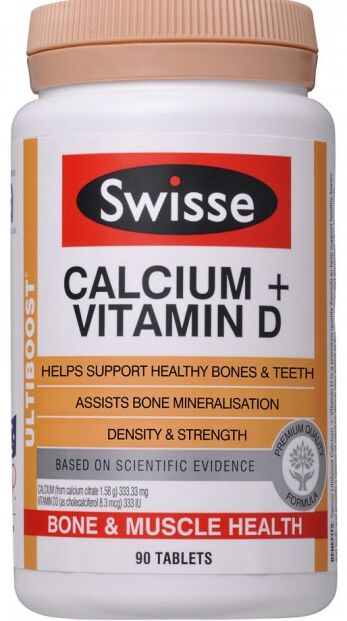 Swisse
CALCIUM +
VITAMIN D
HELPS SUPPORT HEALTHY BONES & TEETH
ASSISTS BONE MINERALISATION
DENSITY & STRENGTH
BASED ON SCIENTIFIC EVIDENCE
CALCIUM (from calcium citrate 1.58 g) 333.33 mg
VITAMIN D3 (as cholecalciferol 8.3 mcg) 333 IU
BONE & MUSCLE HEALTH
90 TABLETS
ULTIBOOST
PREMIUM QUALITY
FORMULA